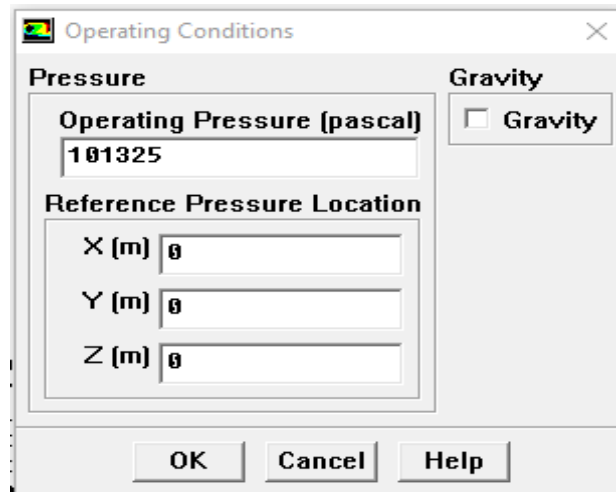 Operating Conditions
Pressure
Operating Pressure (pascal)
101325
Reference Pressure Location
X (m) 0
Y (m) 0
Z (m) 0
Gravity
Gravity
OK Cancel Help